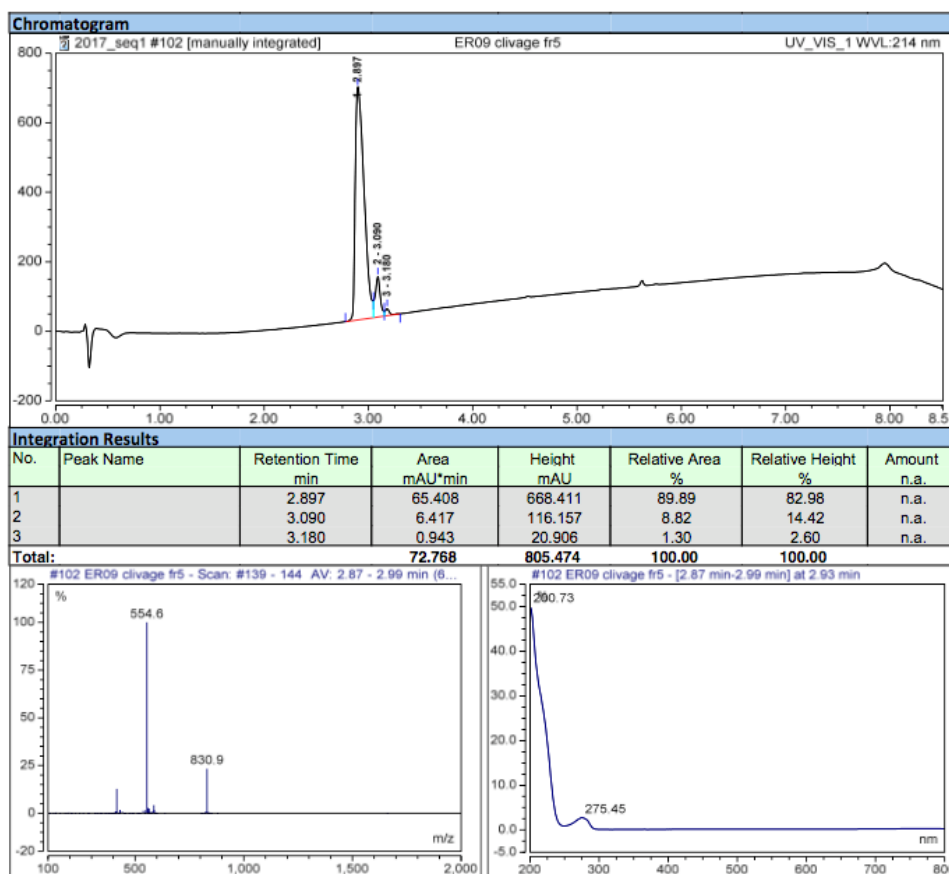 Chromatogram
2017_seq1 #102 [manually integrated] ER09 clivage fr5 UV_VIS_1 WVL:214 nm
800
600
400
200
0
-200
2.897
2 - 3.090
3 - 3.180
0.00 1.00 2.00 3.00 4.00 5.00 6.00 7.00 8.00 8.5
Integration Results
No. Peak Name Retention Time Area Height Relative Area Relative Height Amount
min mAU*min mAU % % n.a.
1 2.897 65.408 668.411 89.89 82.98 n.a.
2 3.090 6.417 116.157 8.82 14.42 n.a.
3 3.180 0.943 20.906 1.30 2.60 n.a.
Total: 72.768 805.474 100.00 100.00
#102 ER09 clivage fr5 - Scan: #139 - 144 AV: 2.87 - 2.99 min (6...
120
%
100
75
50
25
0
-20
554.6
830.9
m/z
100 500 1,000 1,500 2,000
#102 ER09 clivage fr5 - [2.87 min-2.99 min] at 2.93 min
55.0
%
50.0
40.0
30.0
20.0
10.0
0.0
-5.0
200.73
275.45
nm
200 300 400 500 600 700 800